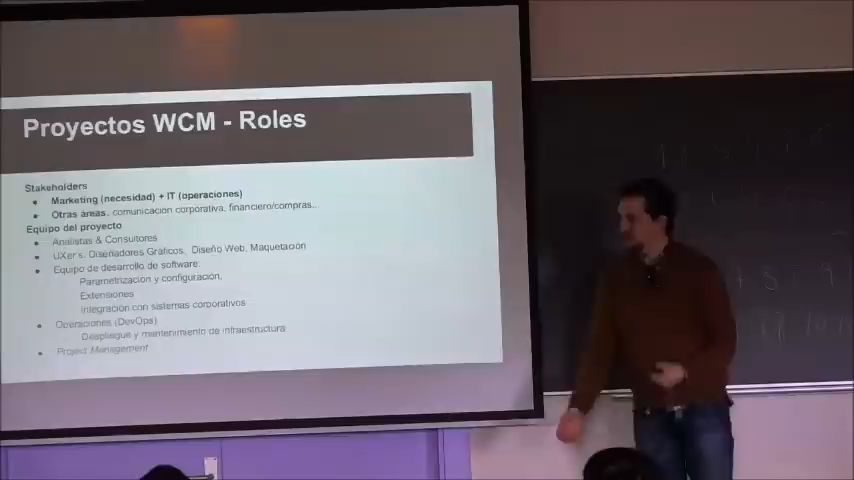 Proyectos WCM - Roles
Stakeholders
• Marketing (necesidad) + IT (operaciones)
• Otras áreas, comunicación corporativa, financiero/compras...
Equipo del proyecto
• Analistas & Consultores
• UXer's, Diseñadores Gráficos, Diseño Web, Maquetación
• Equipo de desarrollo de software:
Parametrización y configuración,
Extensiones
Integración con sistemas corporativos
• Operaciones (DevOps)
Despliegue y mantenimiento de infraestructura
• Project Management